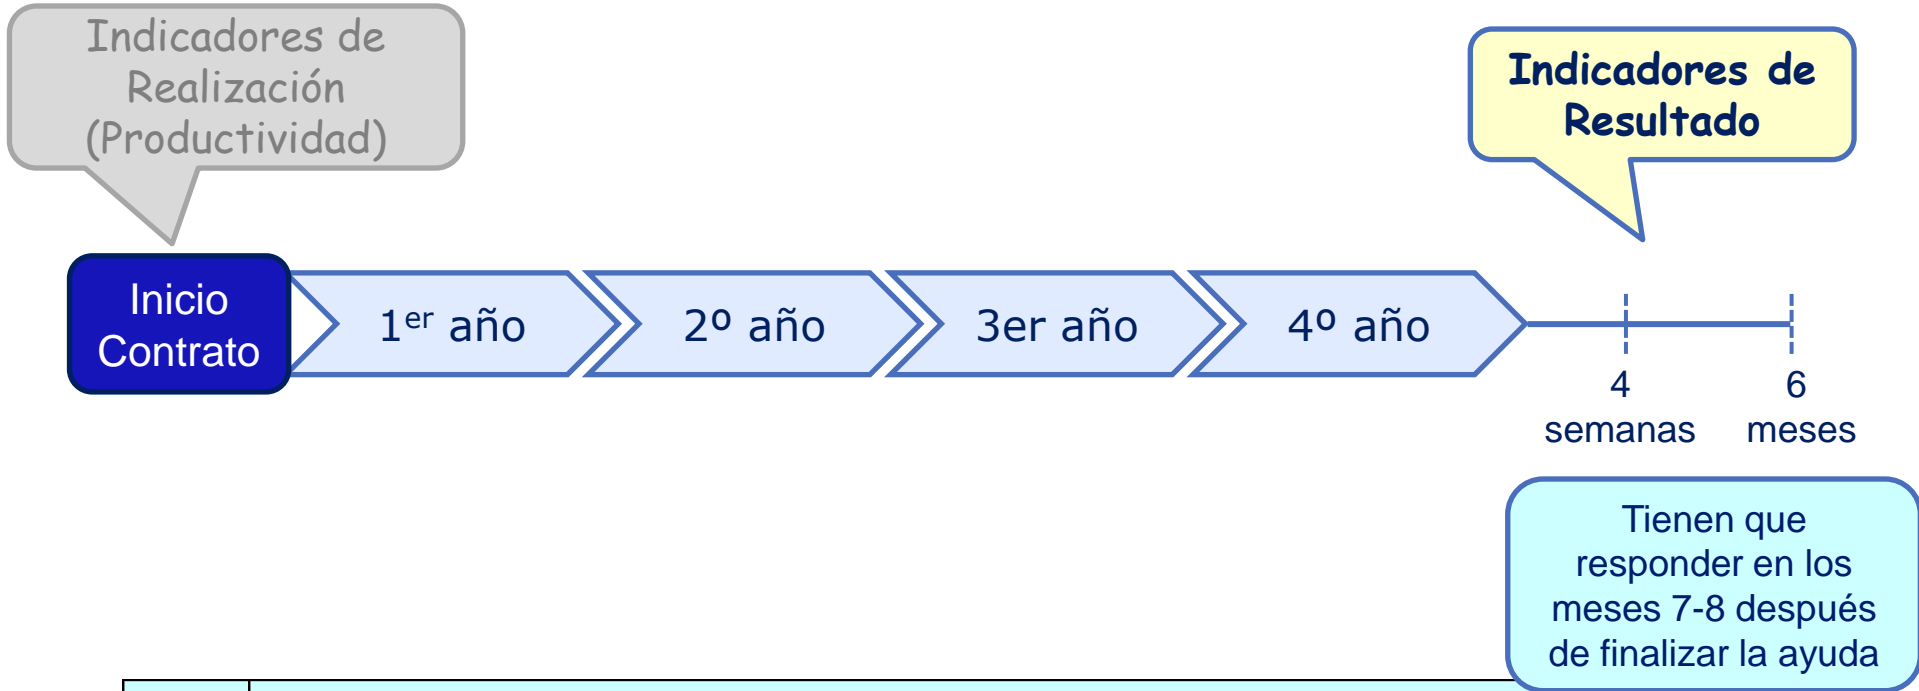 Indicadores de
Realización
(Productividad)
Indicadores de
Resultado
Inicio
Contrato
1er año
2º año
3er año
4º año
4
semanas
6
meses
Tienen que
responder en los
meses 7-8 después
de finalizar la ayuda